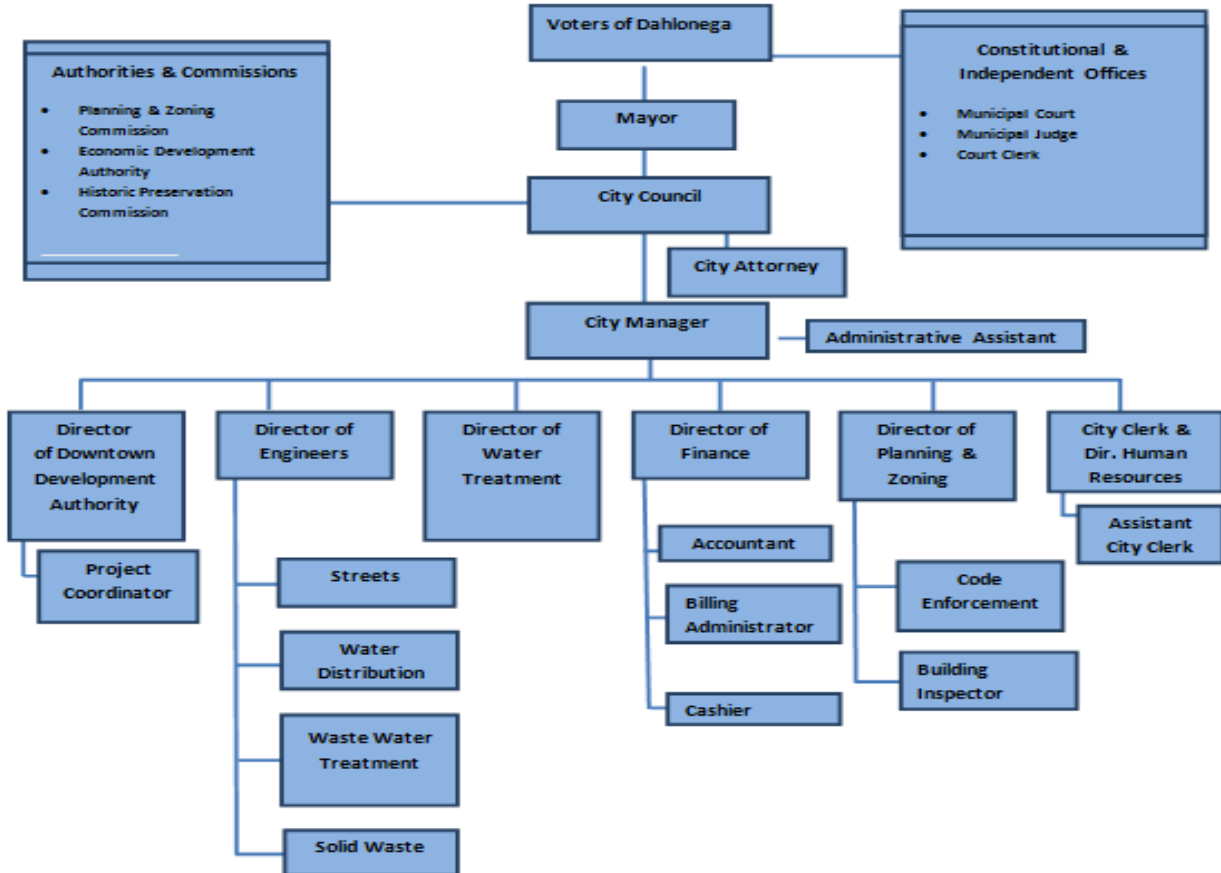 Voters of Dahlonega
Authorities & Commissions
• Planning & Zoning
Commission
• Economic Development
Authority
• Historic Preservation
Commission
Constitutional &
Independent Offices
• Municipal Court
• Municipal Judge
• Court Clerk
Mayor
City Council
City Attorney
City Manager
Administrative Assistant
Director
of Downtown
Development
Authority
Project
Coordinator
Director of
Engineers
Streets
Water
Distribution
Waste Water
Treatment
Solid Waste
Director of
Water
Treatment
Director of
Finance
Accountant
Billing
Administrator
Cashier
Director of
Planning &
Zoning
Code
Enforcement
Building
Inspector
City Clerk &
Dir. Human
Resources
Assistant
City Clerk